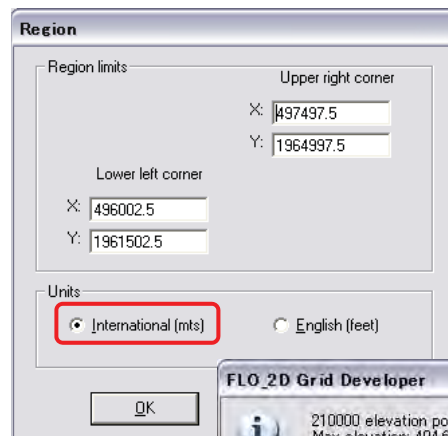 Region
Region limits
Upper right corner
X: 497497.5
Y: 1964997.5
Lower left corner
X: 496002.5
Y: 1961502.5
Units
International (mts)
English (feet)
OK
FLO_2D Grid Developer
210000 elevation